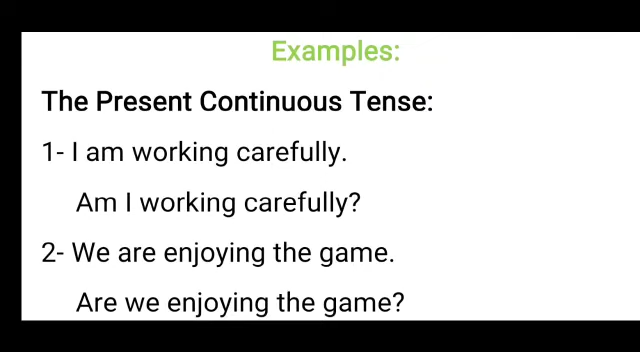 Examples:
The Present Continuous Tense:
1- I am working carefully.
Am I working carefully?
2- We are enjoying the game.
Are we enjoying the game?